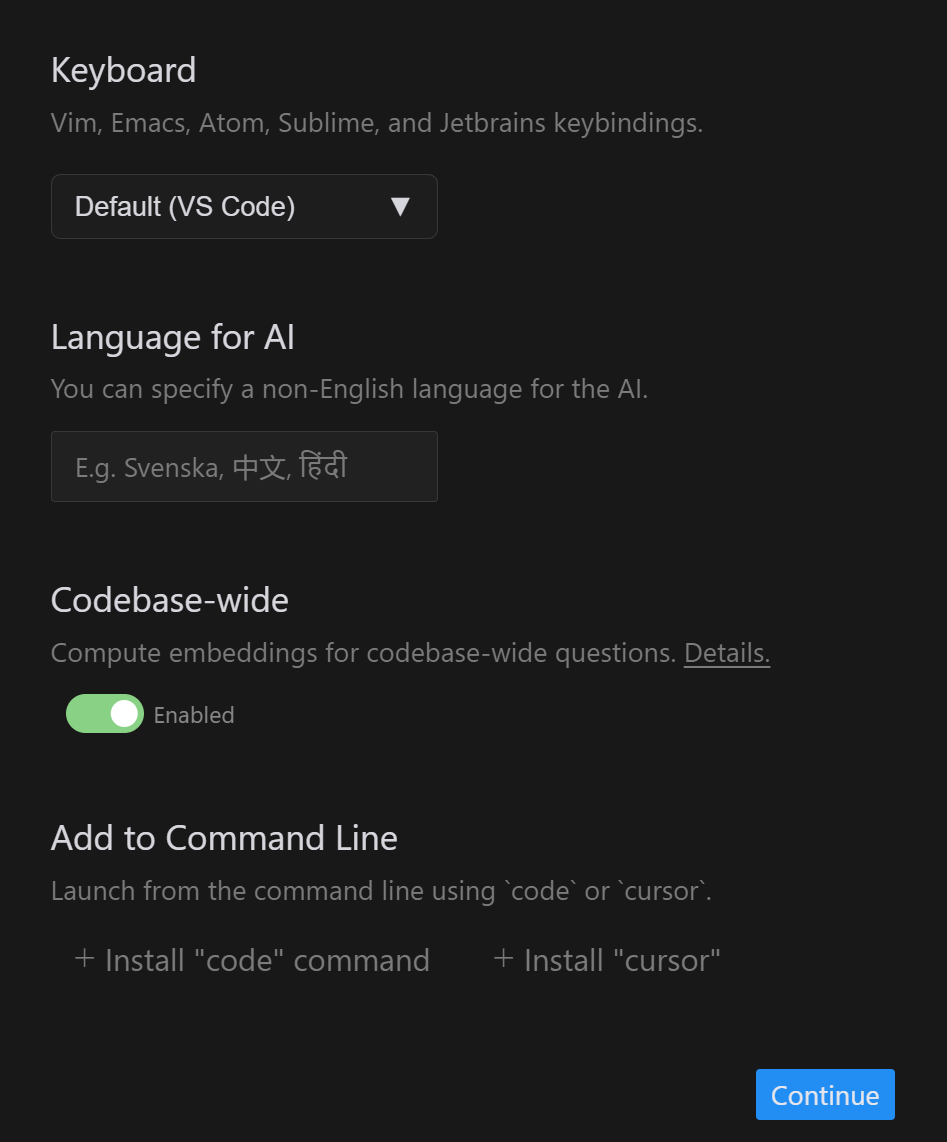 Keyboard
Vim, Emacs, Atom, Sublime, and Jetbrains keybindings.
Default (VS Code) ▼
Language for AI
You can specify a non-English language for the AI.
E.g. Svenska, 中文, हिंदी
Codebase-wide
Compute embeddings for codebase-wide questions. Details.
Enabled
Add to Command Line
Launch from the command line using `code` or `cursor`.
+ Install "code" command + Install "cursor"
Continue